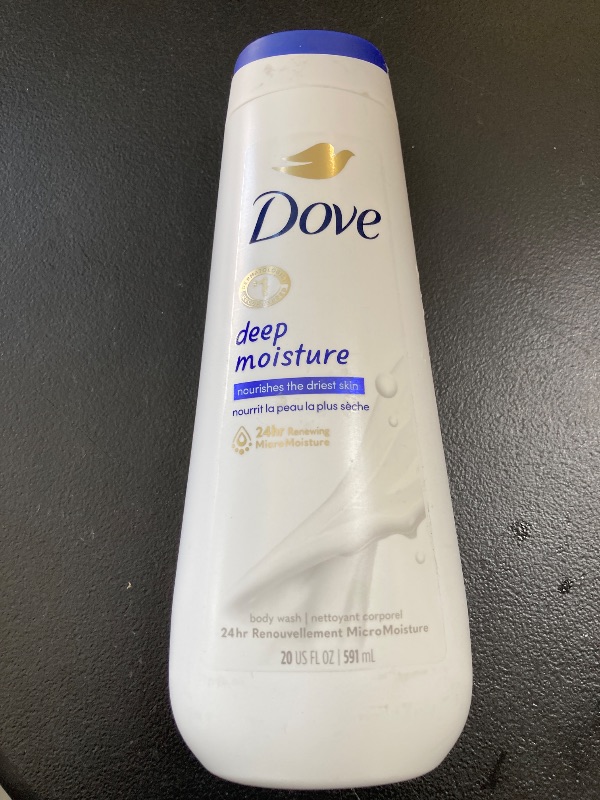 Dove
1
deep
moisture
nourishes the driest skin
nourrit la peau la plus sèche
24hr Renewing
MicroMoisture
body wash | nettoyant corporel
24hr Renouvellement MicroMoisture
20 US FL OZ | 591 mL